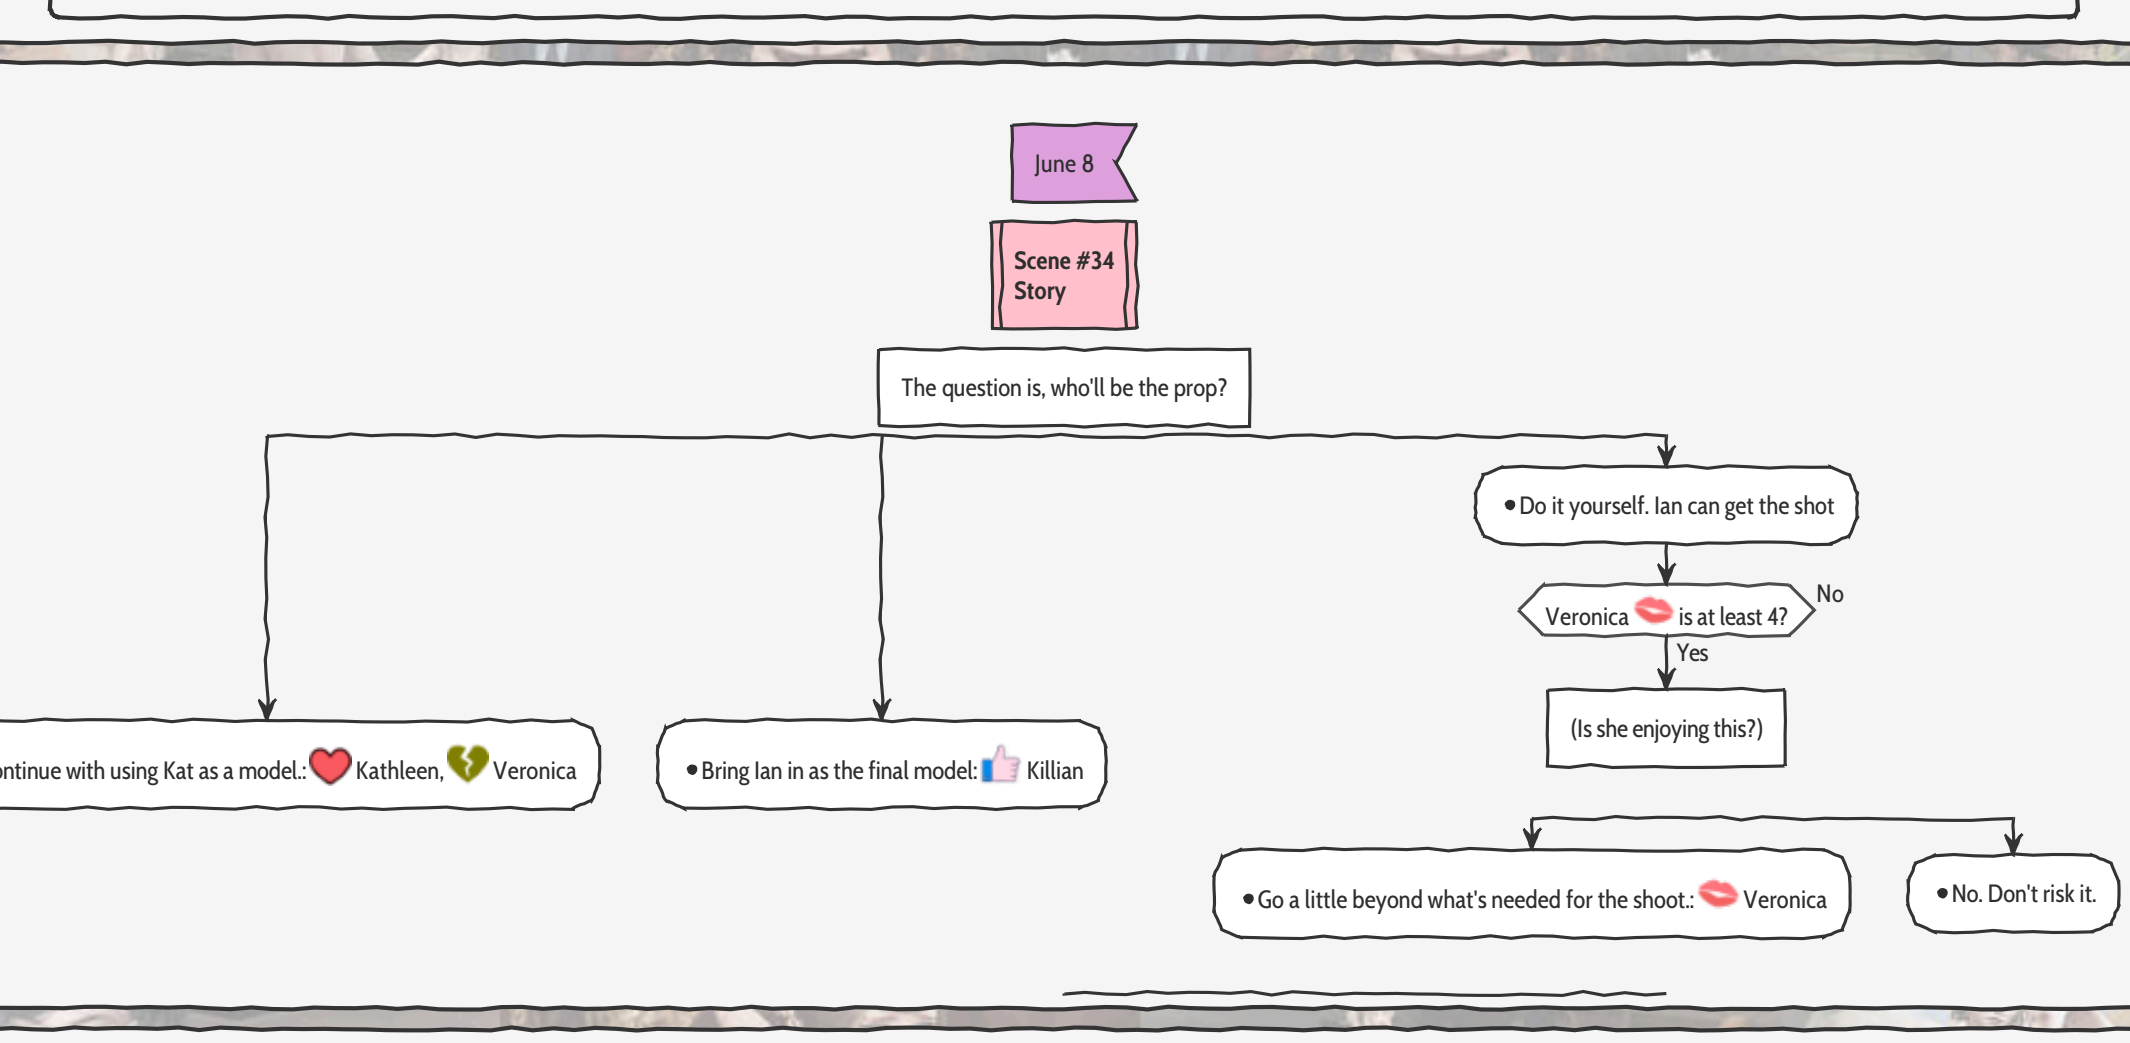 June 8
Scene #34
Story
The question is, who'll be the prop?
•Do it yourself. Ian can get the shot
Veronica is at least 4?
No
Yes
(Is she enjoying this?)
ontinue with using Kat as a model.: Kathleen, Veronica
•Bring Ian in as the final model: Killian
•Go a little beyond what's needed for the shoot.: Veronica
•No. Don't risk it.